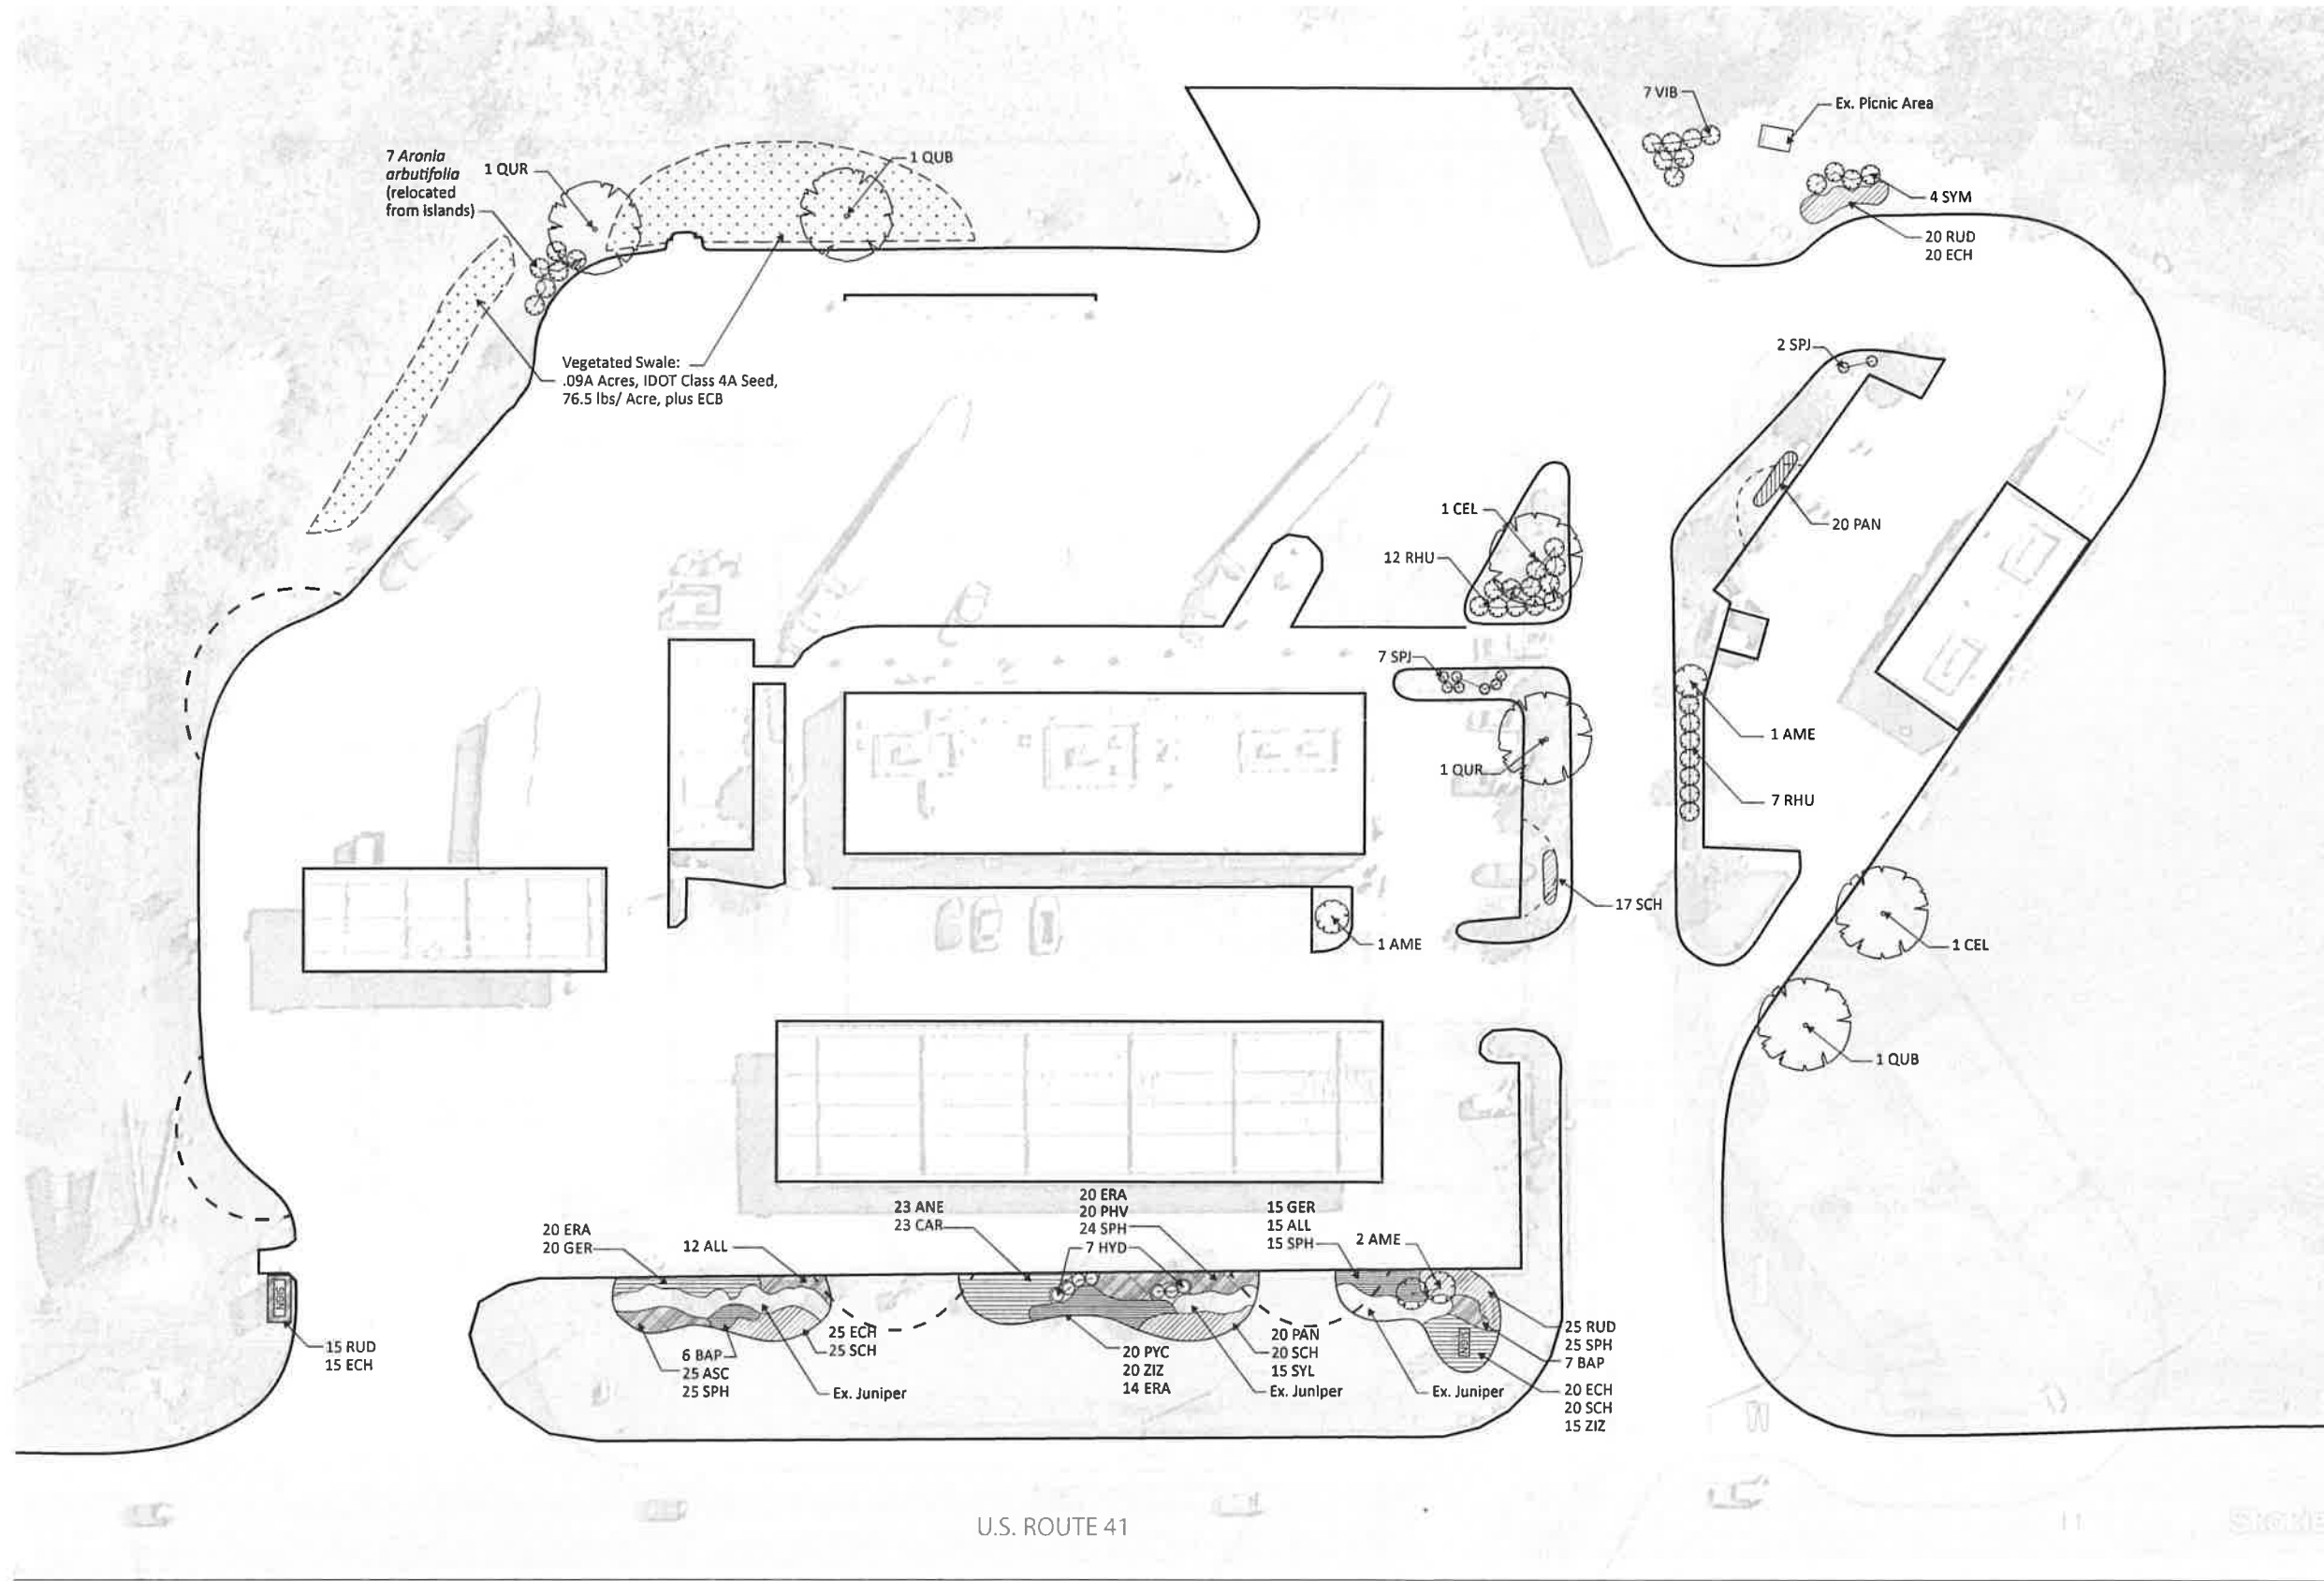 7 VIB
Ex. Picnic Area
7 Aronia
arbutifolia
(relocated
from islands)
1 QUR
1 QUB
4 SYM
20 RUD
20 ECH
Vegetated Swale:
.09A Acres, IDOT Class 4A Seed,
76.5 lbs/ Acre, plus ECB
2 SPJ
1 CEL
20 PAN
12 RHU
7 SPJ
1 AME
1 QUR
7 RHU
17 SCH
1 AME
1 CEL
1 QUB
20 ERA
20 GER
12 ALL
23 ANE
23 CAR
20 ERA
20 PHV
24 SPH
7 HYD
15 GER
15 ALL
15 SPH
2 AME
SIGN
15 RUD
15 ECH
6 BAP
25 ASC
25 SPH
25 ECH
25 SCH
Ex. Juniper
20 PYC
20 ZIZ
14 ERA
20 PAN
20 SCH
15 SYL
Ex. Juniper
Ex. Juniper
SIGN
25 RUD
25 SPH
7 BAP
20 ECH
20 SCH
15 ZIZ
U.S. ROUTE 41